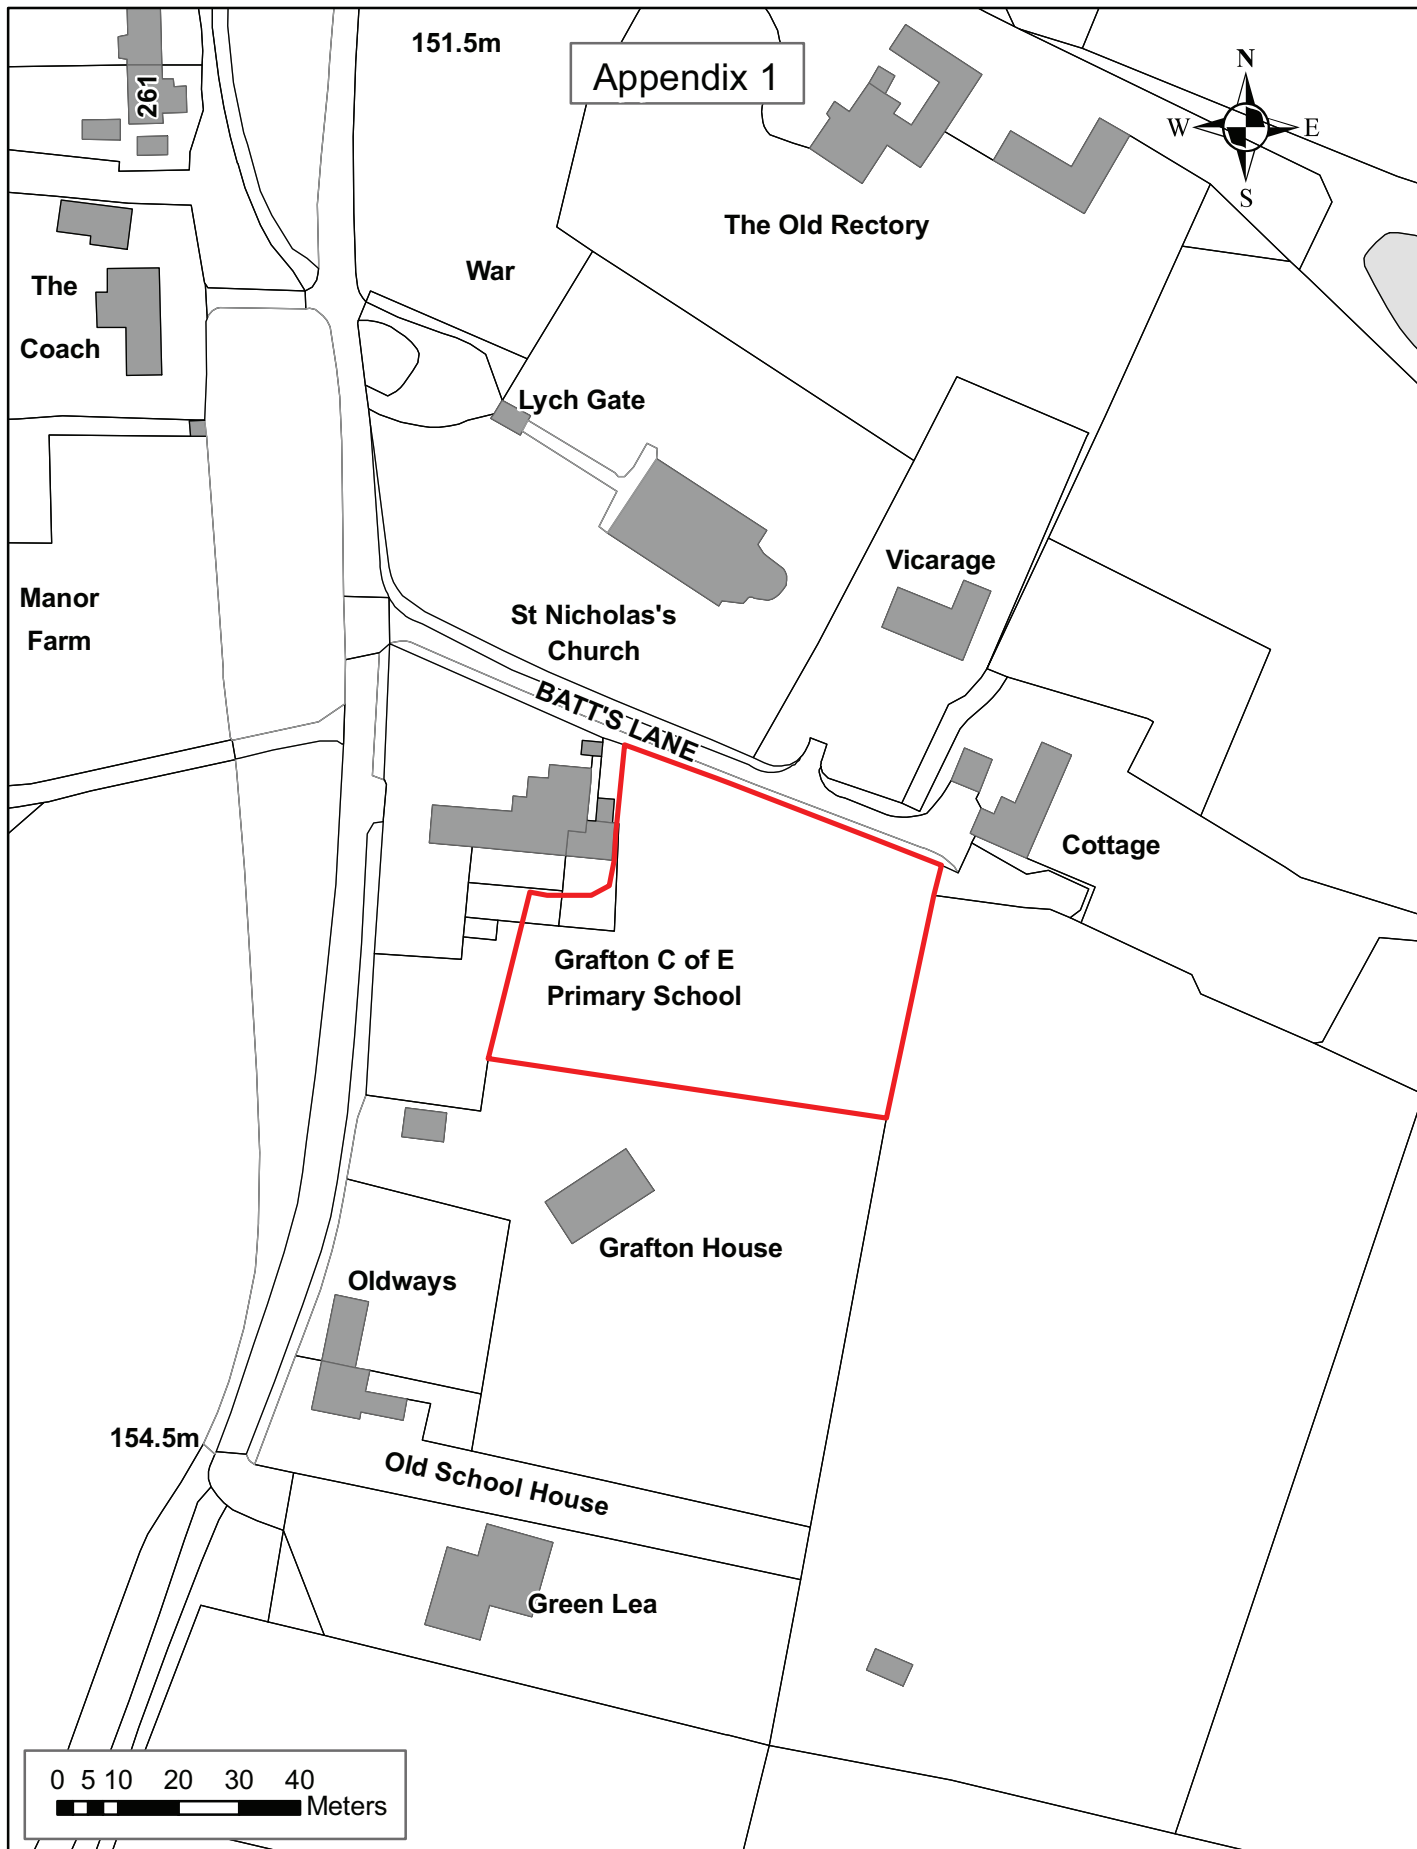 151.5m
Appendix 1
N
W
E
S
261
The Old Rectory
War
The
Coach
Lych Gate
Vicarage
Manor
Farm
St Nicholas's
Church
BATT'S LANE
Cottage
Grafton C of E
Primary School
Grafton House
Oldways
154.5m
Old School House
Green Lea
0 5 10 20 30 40
Meters